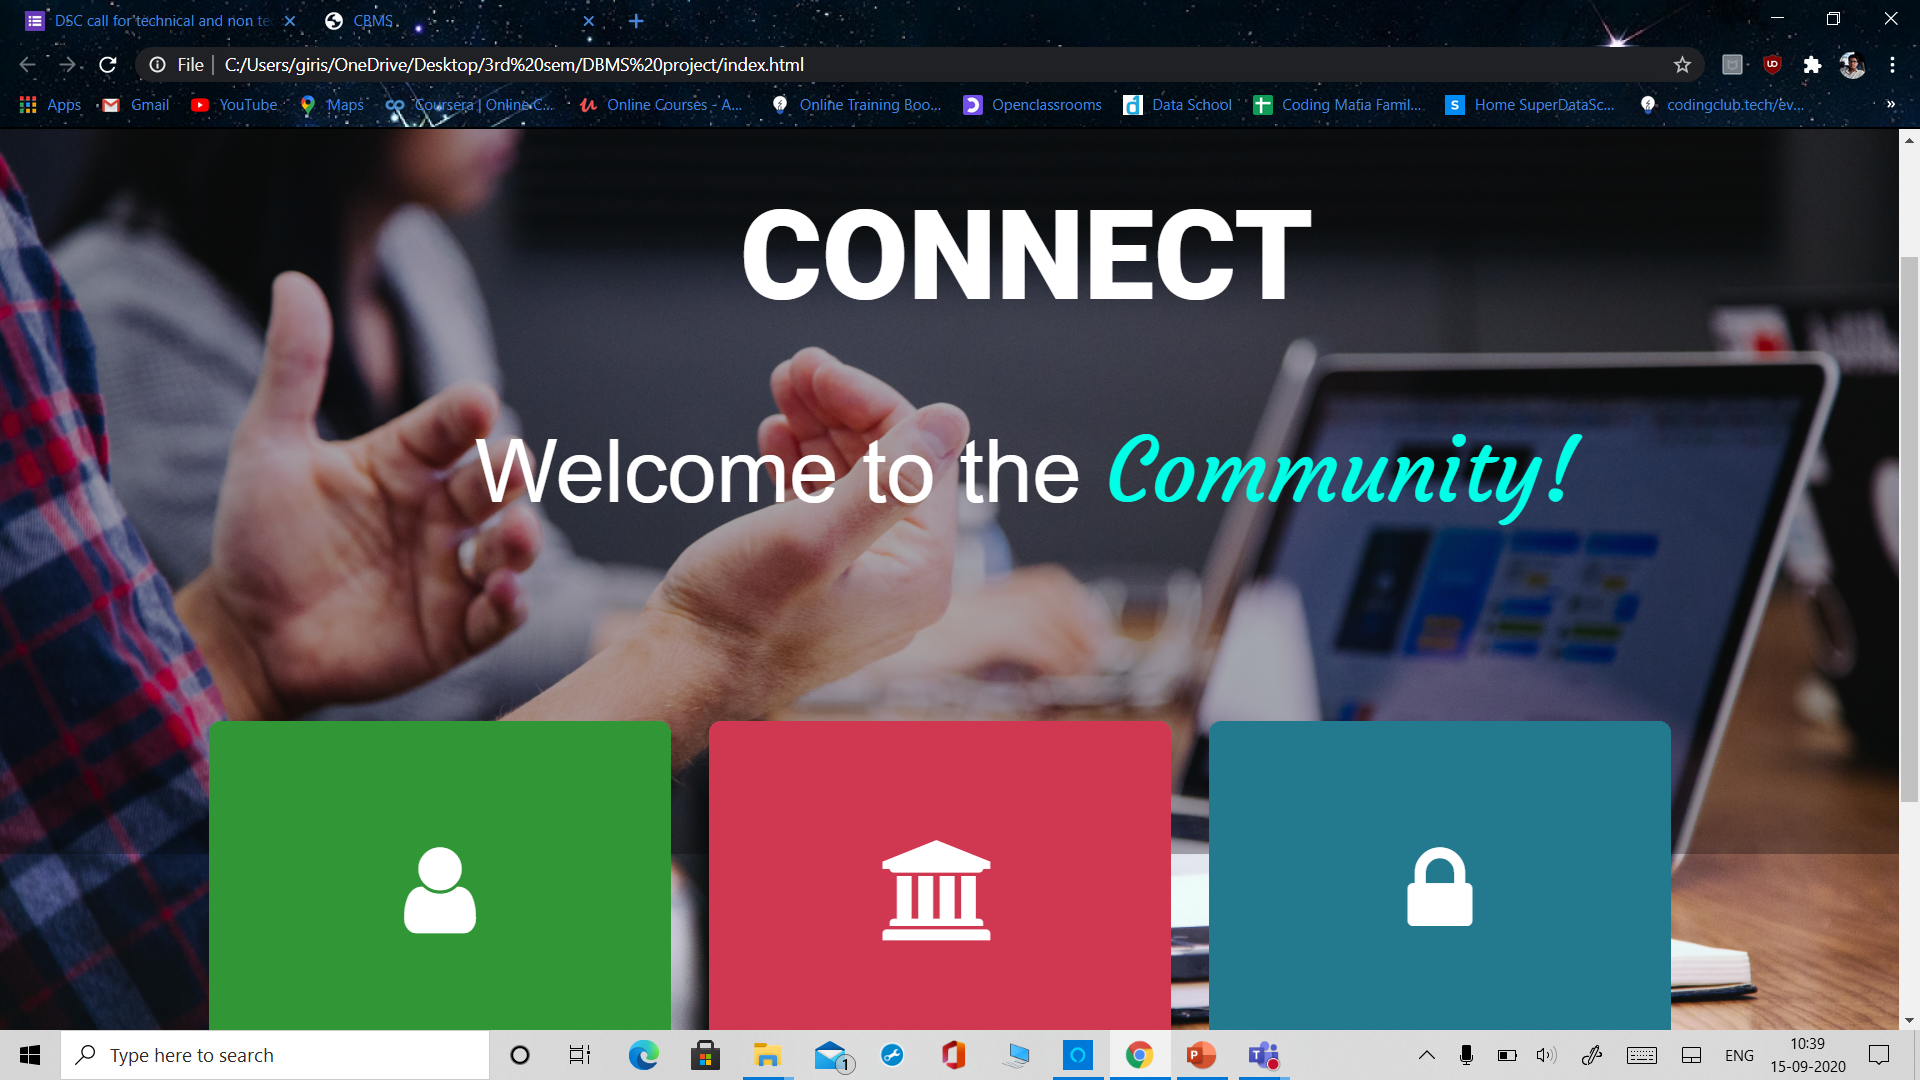 DSC call for technical and non te
CBMS
File
C:/Users/giris/OneDrive/Desktop/3rd%20sem/DBMS%20project/index.html
Apps
Gmail
YouTube
Maps
Coursera | Online C...
Online Courses - A...
Online Training Boo...
Openclassrooms
Data School
Coding Mafia Famil...
Home SuperDataSc...
codingclub.tech/ev...
»
CONNECT
Welcome to the Community!
Type here to search
1
ENG
10:39
15-09-2020